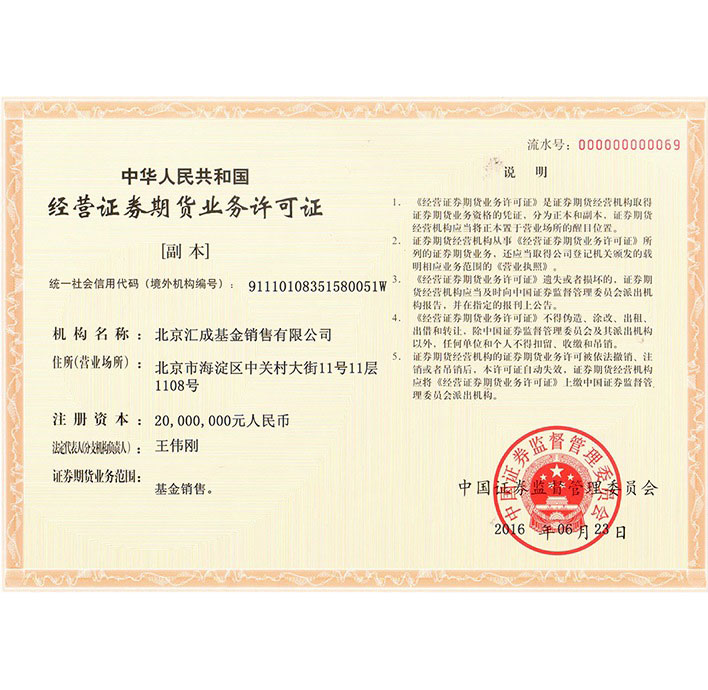 流水号：000000000069
中华人民共和国
经营证券期货业务许可证
[副本]
统一社会信用代码（境外机构编号）：91110108351580051W
机构名称：北京汇成基金销售有限公司
住所(营业场所)：北京市海淀区中关村大街11号11层
1108号
注册资本：20,000,000元人民币
法定代表人(分支机构负责人)：王伟刚
证券期货业务范围：
基金销售。
说 明
1. 《经营证券期货业务许可证》是证券期货经营机构取得
证券期货业务资格的凭证，分为正本和副本，证券期货
经营机构应当将正本置于营业场所的醒目位置。
2. 证券期货经营机构从事《经营证券期货业务许可证》所
列的证券期货业务，还应当取得公司登记机关颁发的载
明相应业务范围的《营业执照》。
3. 《经营证券期货业务许可证》遗失或者损坏的，证券期
货经营机构应当及时向中国证券监督管理委员会派出机
构报告，并在指定的报刊上公告。
4. 《经营证券期货业务许可证》不得伪造、涂改、出租、
出借和转让，除中国证券监督管理委员会及其派出机构
以外，任何单位和个人不得扣留、收缴和吊销。
5. 证券期货经营机构的证券期货业务许可被依法撤销、注
销或者吊销后，本许可证自动失效，证券期货经营机构
应将《经营证券期货业务许可证》上缴中国证券监督管
理委员会派出机构。
中国证券监督管理委员会
中国证券监督管理委员会
2016 年06月23日